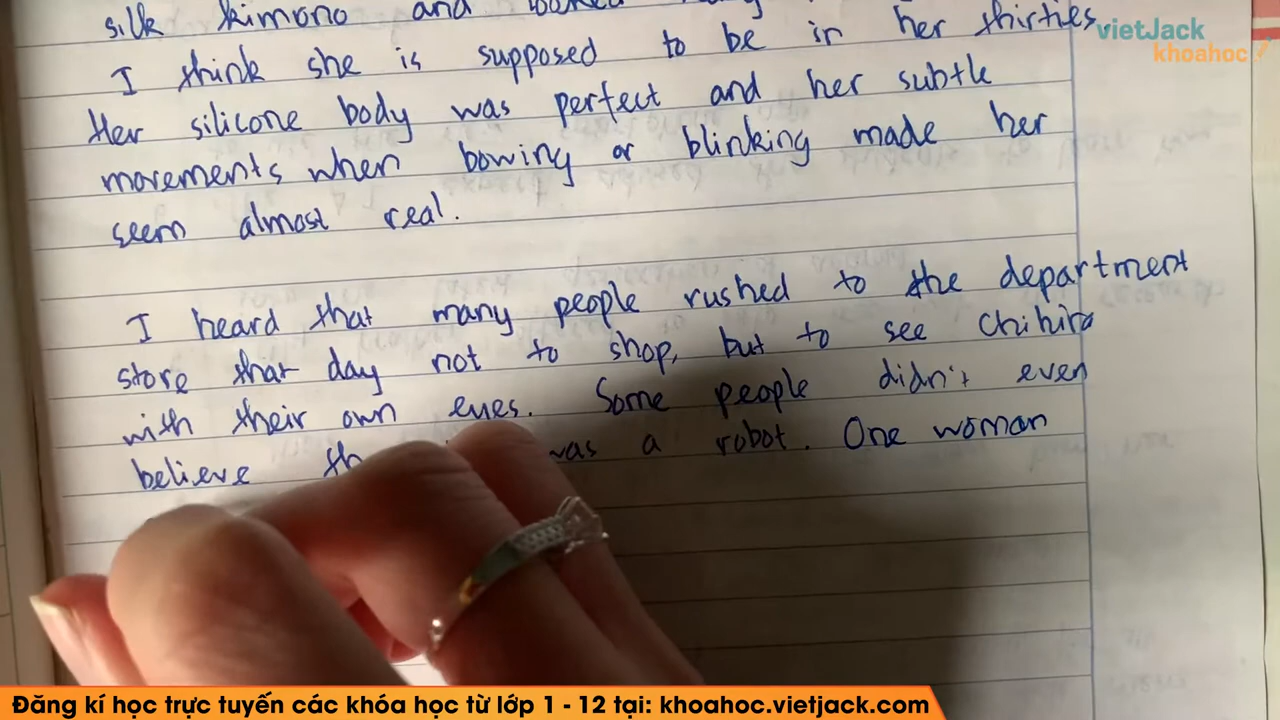 silk kimono and looked
I think she is supposed to be in her thirties.
Her silicone body was perfect and her subtle
movements when bowing or blinking made her
seem almost real.
I heard that many people rushed to the department
store that day not to shop, but to see Chihira
with their own eyes. Some people didn't even
believe was a robot. One woman
vietJack
khoahoc
Đăng kí học trực tuyến các khóa học từ lớp 1 - 12 tại: khoahoc.vietjack.com